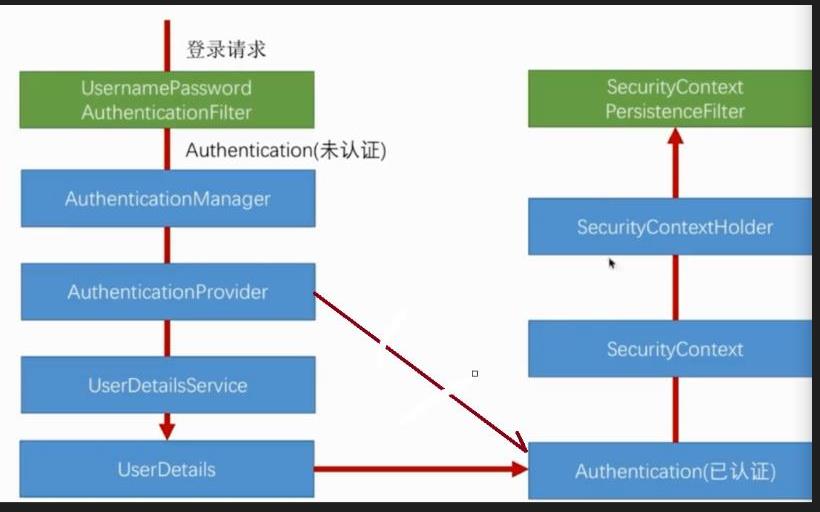 登录请求
UsernamePassword
AuthenticationFilter
Authentication(未认证)
AuthenticationManager
AuthenticationProvider
UserDetailsService
UserDetails
SecurityContext
PersistenceFilter
SecurityContextHolder
SecurityContext
Authentication(已认证)